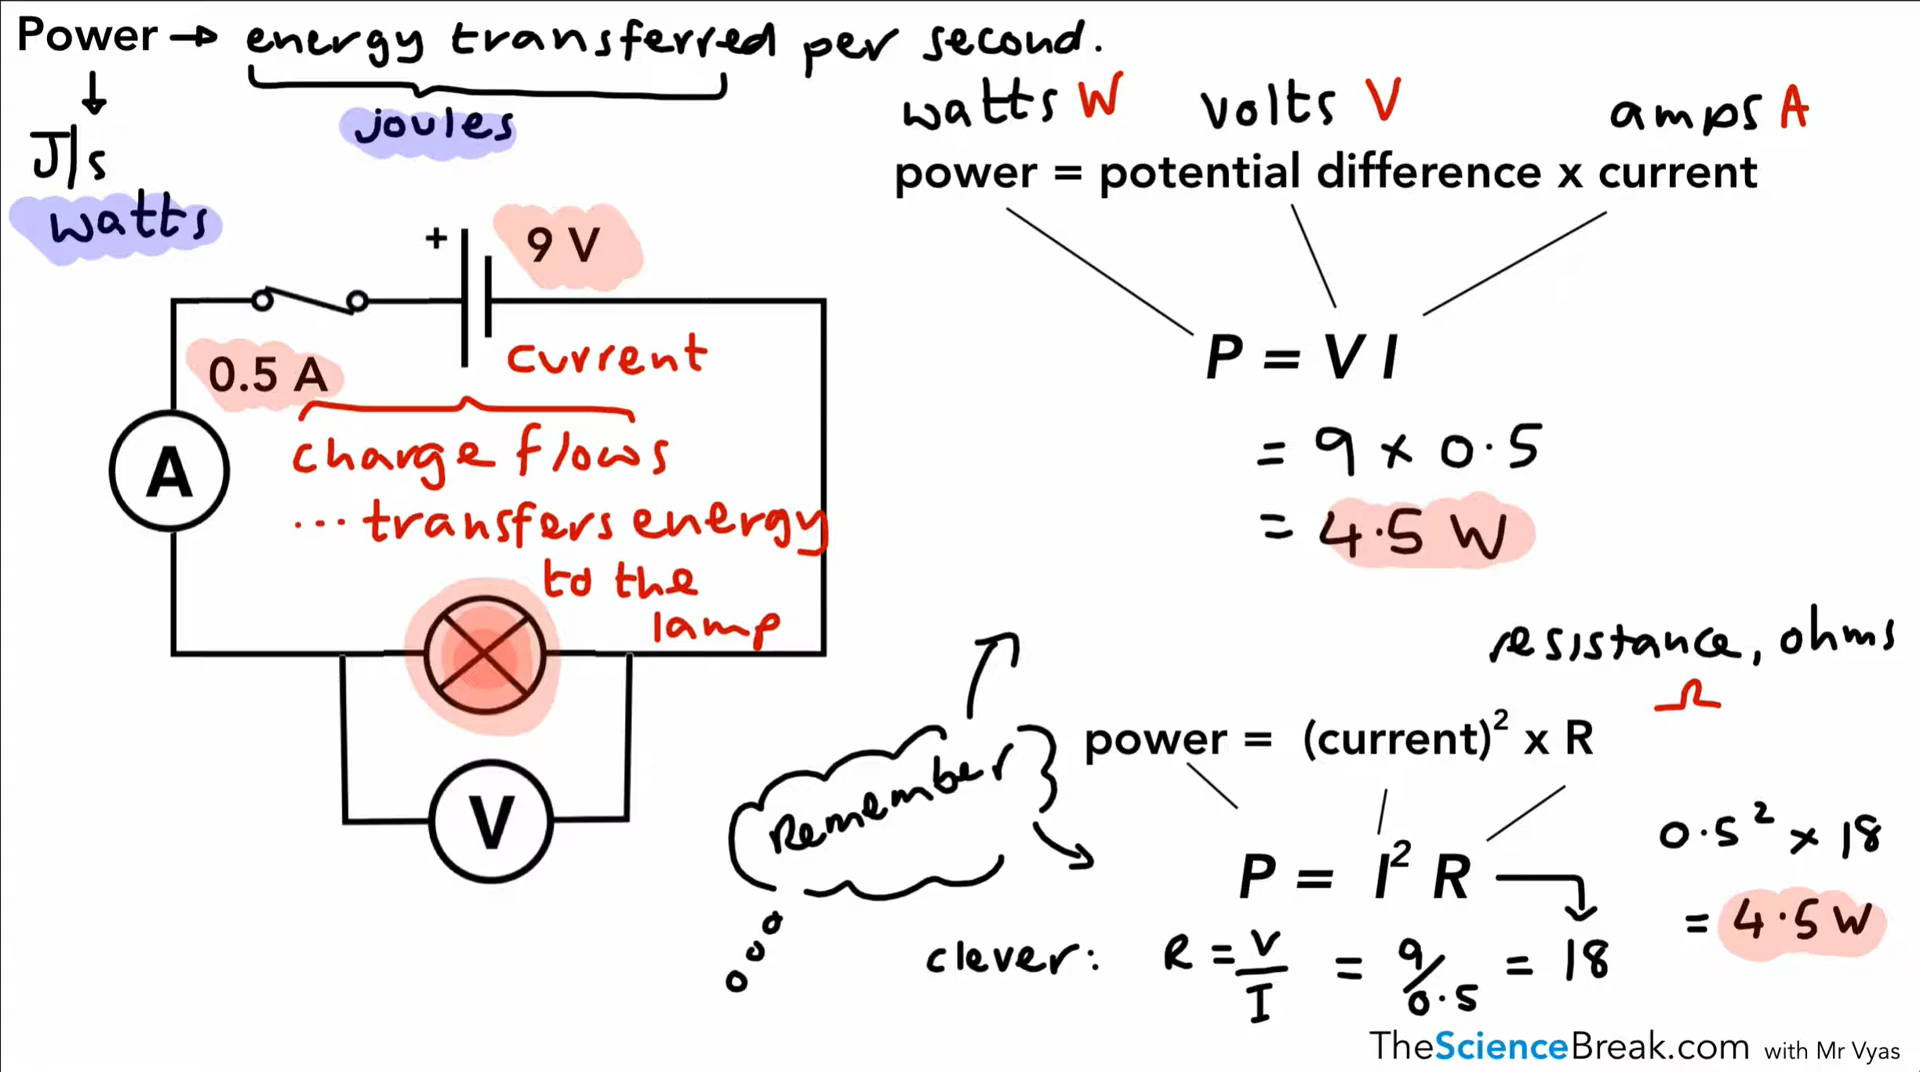 Power → energy transferred per second.
joules
J/s
watts
watts W volts V amps A
power = potential difference x current
P = V I
= 9 × 0.5
= 4.5 W
+ 9 V
0.5 A
A
current
charge flows
... transfers energy
to the
lamp
V
Remember
resistance, ohms
Ω
power = (current)² x R
P = I² R
0.5² × 18
= 4.5 W
clever: R = V/I = 9/0.5 = 18
TheScienceBreak.com with Mr Vyas